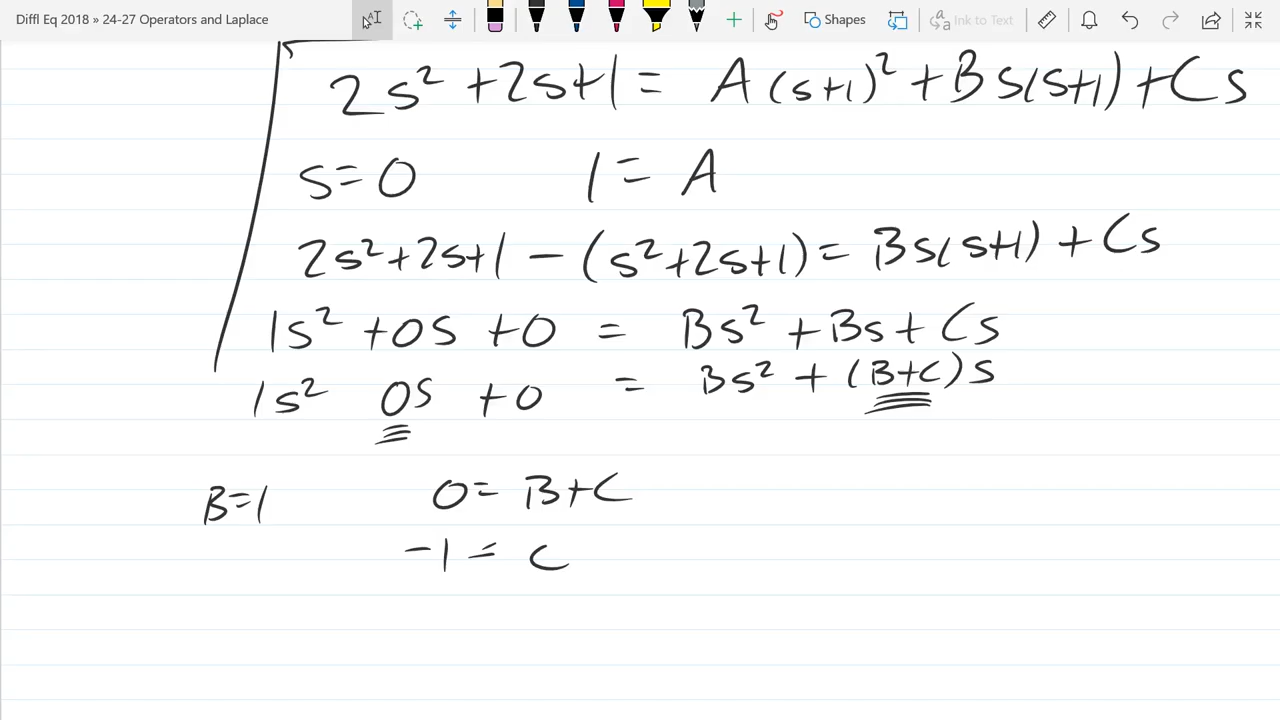 Diffl Eq 2018 » 24-27 Operators and Laplace Shapes Ink to Text
2s² + 2s + 1 = A(s+1)² + Bs(s+1) + Cs
s = 0 1 = A
2s² + 2s + 1 - (s² + 2s + 1) = Bs(s+1) + Cs
1s² + 0s + 0 = Bs² + Bs + Cs
1s² 0s + 0 = Bs² + (B+C)s
B = 1 0 = B + C
-1 = C